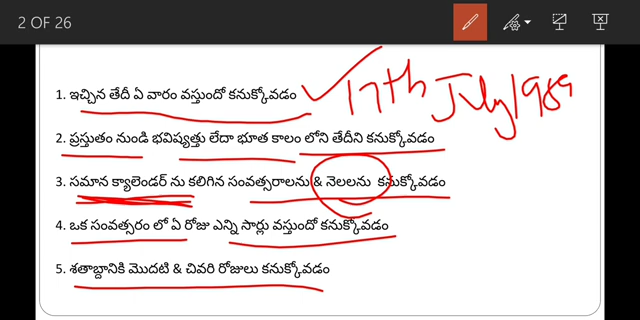 2 OF 26
1. ఇచ్చిన తేదీ ఏ వారం వస్తుందో కనుక్కోవడం 17th July 1989
2. ప్రస్తుతం నుండి భవిష్యత్తు లేదా భూత కాలం లోని తేదీని కనుక్కోవడం
3. సమాన క్యాలెండర్ ను కలిగిన సంవత్సరాలను & నెలలను కనుక్కోవడం
4. ఒక సంవత్సరం లో ఏ రోజు ఎన్ని సార్లు వస్తుందో కనుక్కోవడం
5. శతాబ్దానికి మొదటి & చివరి రోజులు కనుక్కోవడం